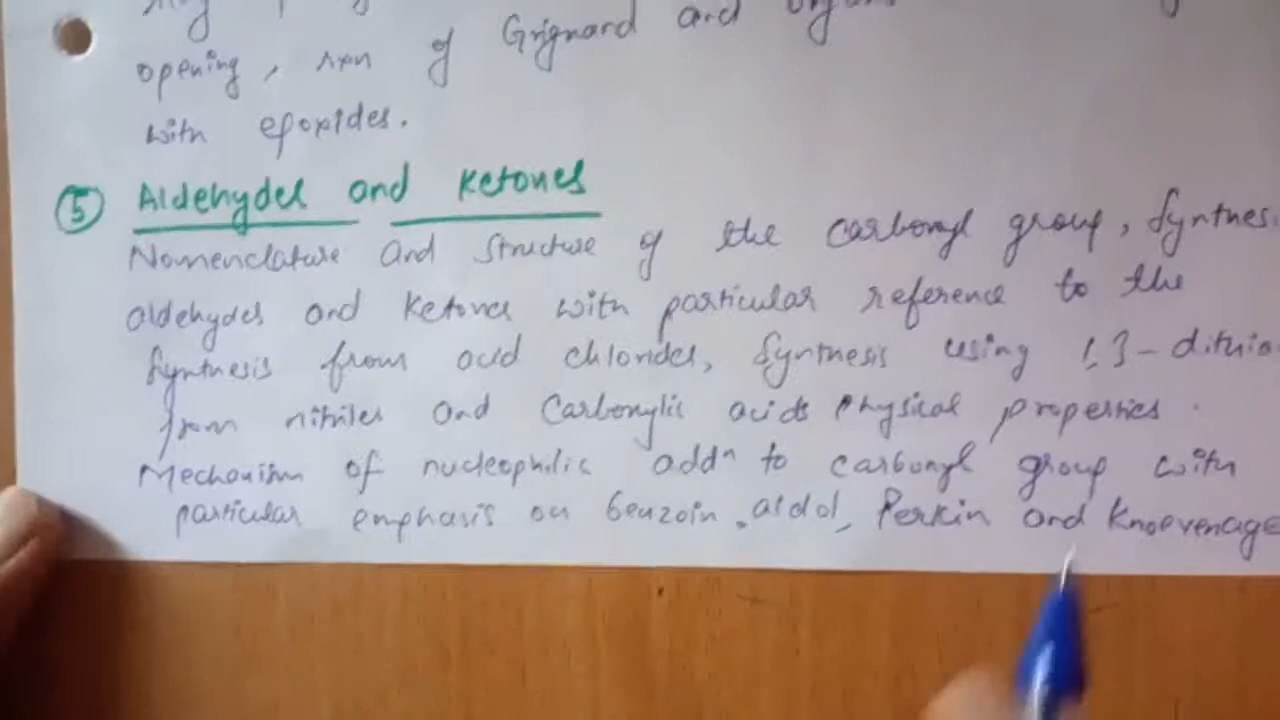 of Grignard and
opening, rxn
with epoxides.
⑤ Aldehydes and Ketones
Nomenclature and Structure of the carbonyl group, Synthesi
aldehydes and Ketones with particular reference to the
Synthesis from acid chlorides, Synthesis using 1,3-dithia
from nitriles and Carboxylic acids Physical properties.
Mechanism of nucleophilic addn to carbonyl group with
particular emphasis on benzoin, aldol, Perkin and Knoevenage